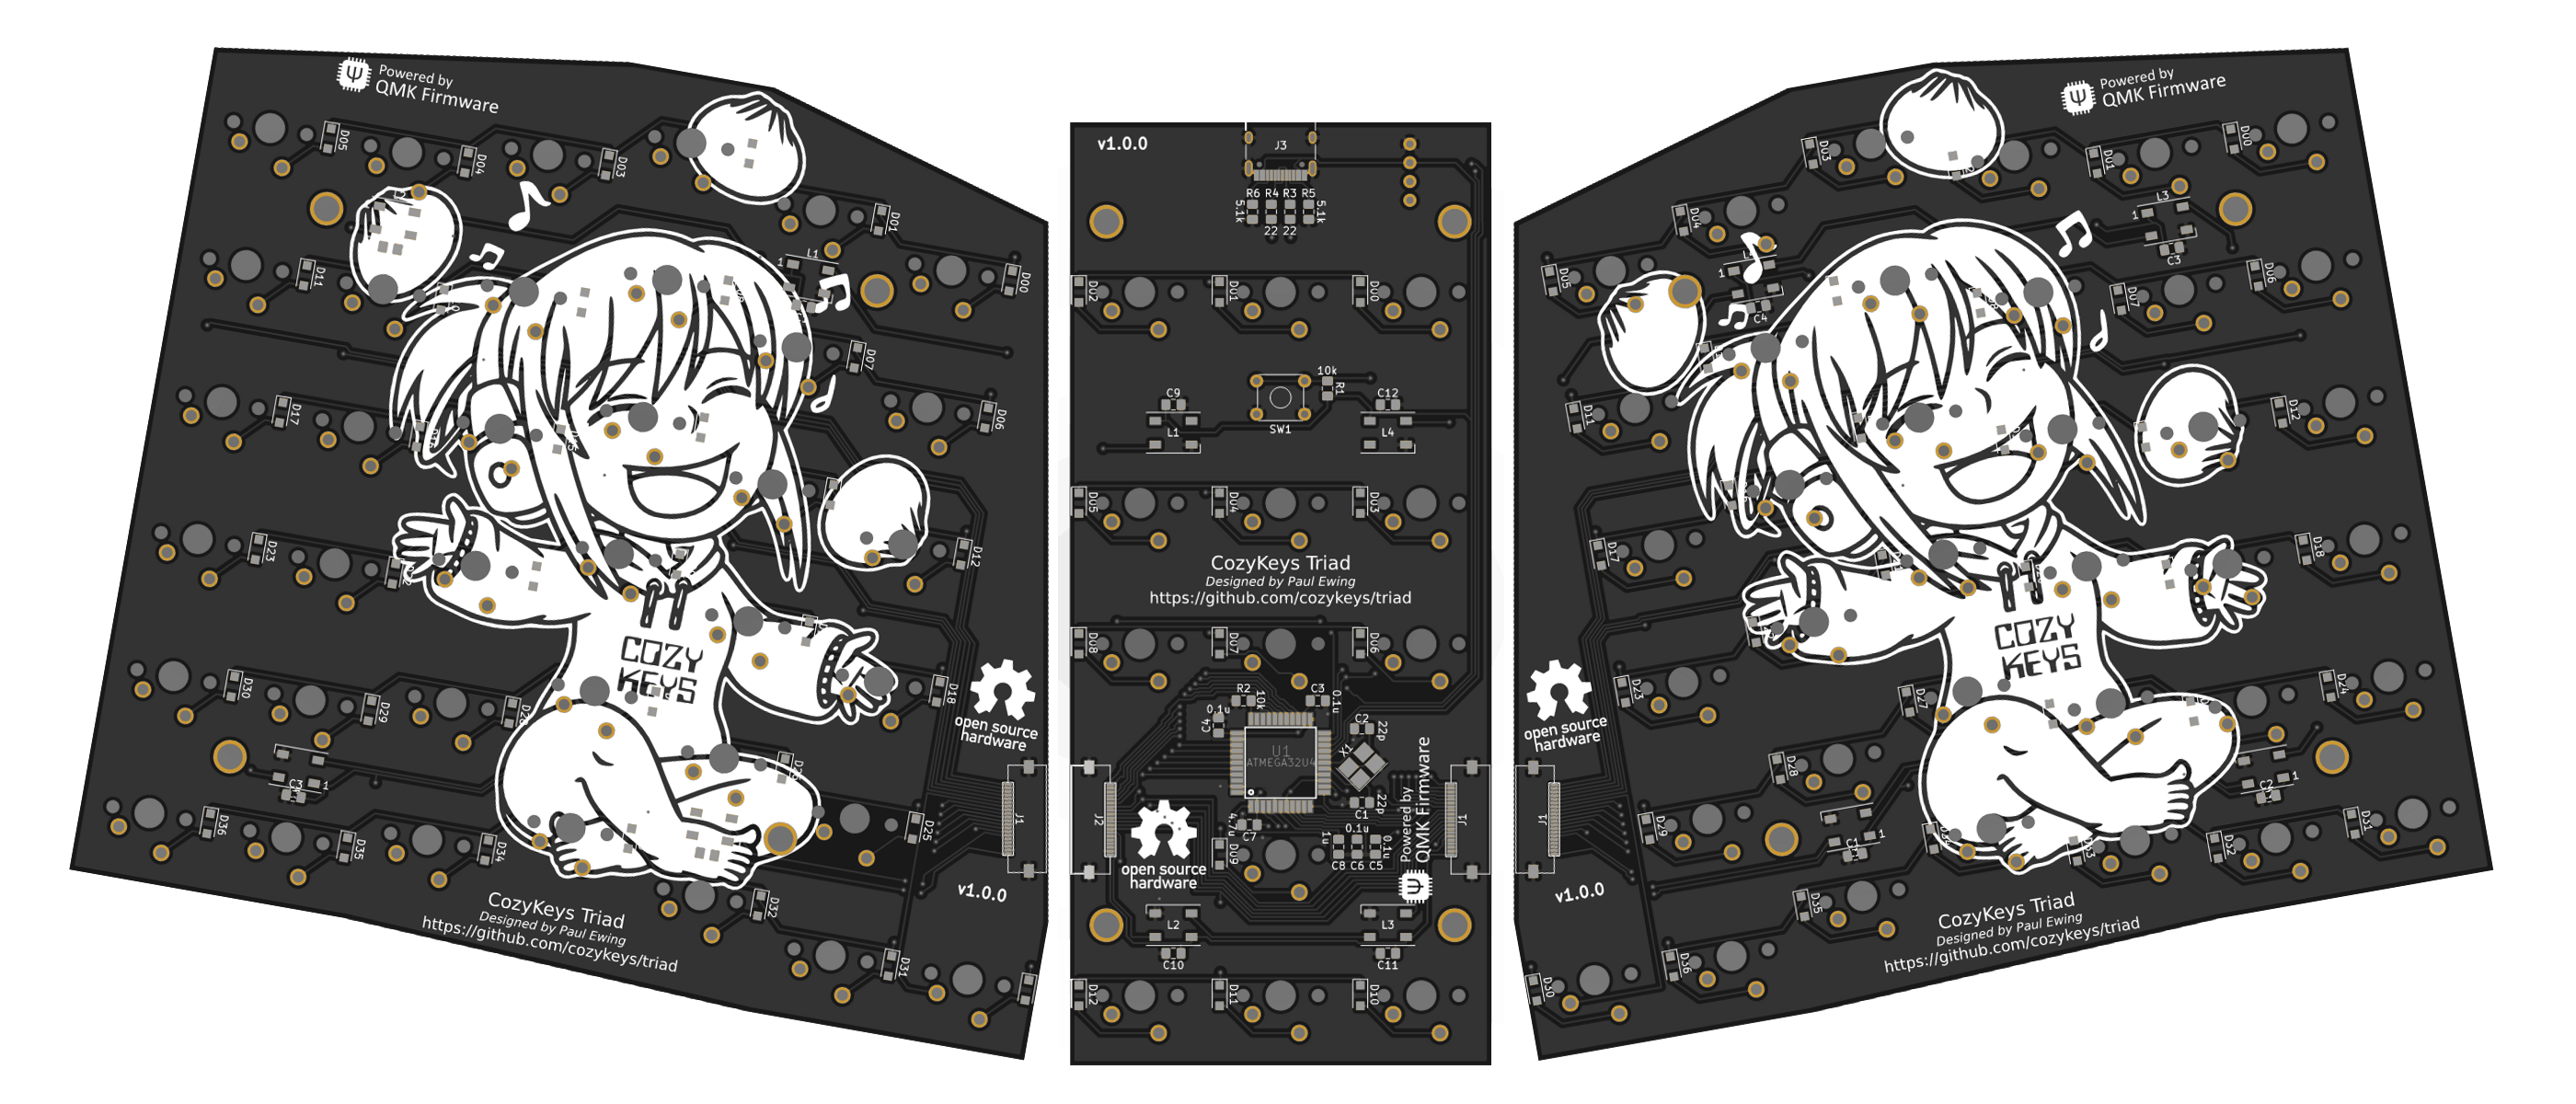 Powered by
QMK Firmware
D05
D04
D03
D01
D00
D11
L1
1
D07
D17
D06
D23
D12
COZY
KEYS
D30
D29
D18
open source
hardware
1
C3
D36
D35
D34
D25
J1
v1.0.0
D32
D31
CozyKeys Triad
Designed by Paul Ewing
https://github.com/cozykeys/triad
v1.0.0
J3
R6 R4 R3 R5
5.1k
5.1k
22 22
D02
D01
D00
10k
R1
C9
C12
L1
SW1
L4
D05
D04
D03
CozyKeys Triad
Designed by Paul Ewing
https://github.com/cozykeys/triad
D08
D07
D06
R2
10k
C3
0.1u
0.1u
C4
C2
22p
X1
U1
ATMEGA32U4
22p
C1
4.7u
C7
0.1u
1u
0.1u
C8 C6 C5
D09
J2
J1
open source
hardware
Powered by
QMK Firmware
L2
L3
C10
C11
D12
D11
D10
Powered by
QMK Firmware
D03
D01
D00
D04
L3
1
C3
D05
1
C4
D07
D06
D11
D12
D17
D18
COZY
KEYS
D23
D27
D24
open source
hardware
D28
C2
1
D29
1
D31
D32
J1
v1.0.0
D35
D36
D30
CozyKeys Triad
Designed by Paul Ewing
https://github.com/cozykeys/triad